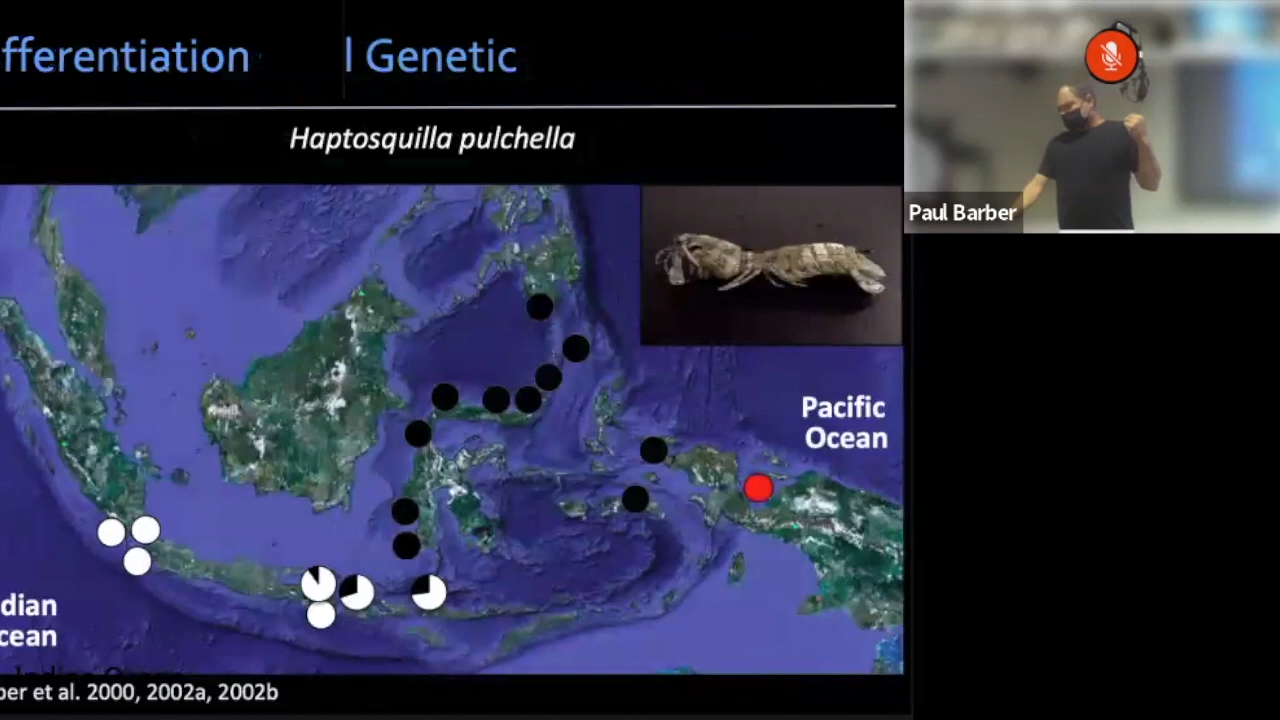 fferentiation l Genetic
Haptosquilla pulchella
Paul Barber
Pacific
Ocean
dian
cean
ber et al. 2000, 2002a, 2002b